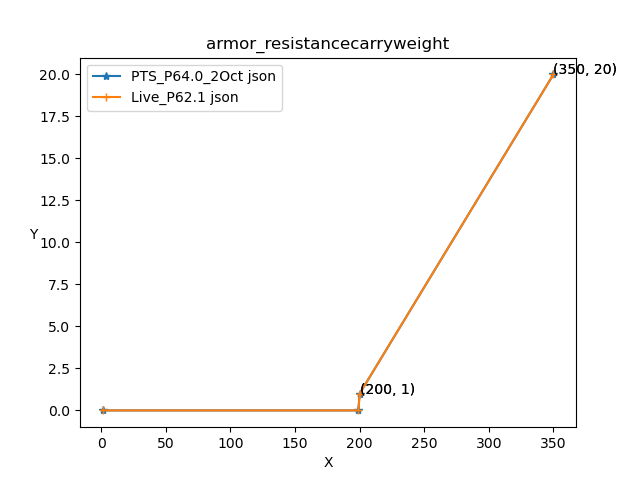 armor_resistancecarryweight
PTS_P64.0_2Oct json
Live_P62.1 json
(350, 20)
(200, 1)
Y
20.0
17.5
15.0
12.5
10.0
7.5
5.0
2.5
0.0
0 50 100 150 200 250 300 350
X